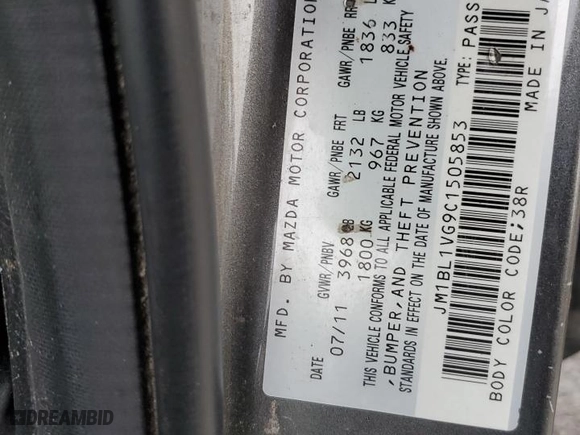 MFD. BY MAZDA MOTOR CORPORATION
DATE GVWR/PNBV GAWR/PNBE FRT GAWR/PNBE RR
07/11 3968 LB 2132 LB 1836
1800 KG 967 KG 833 K
THIS VEHICLE CONFORMS TO ALL APPLICABLE FEDERAL MOTOR VEHICLE SAFETY
,BUMPER,AND THEFT PREVENTION
STANDARDS IN EFFECT ON THE DATE OF MANUFACTURE SHOWN ABOVE.
JM1BL1VG9C1505853 TYPE: PASS
BODY COLOR CODE;38R MADE IN JA
DREAMBID